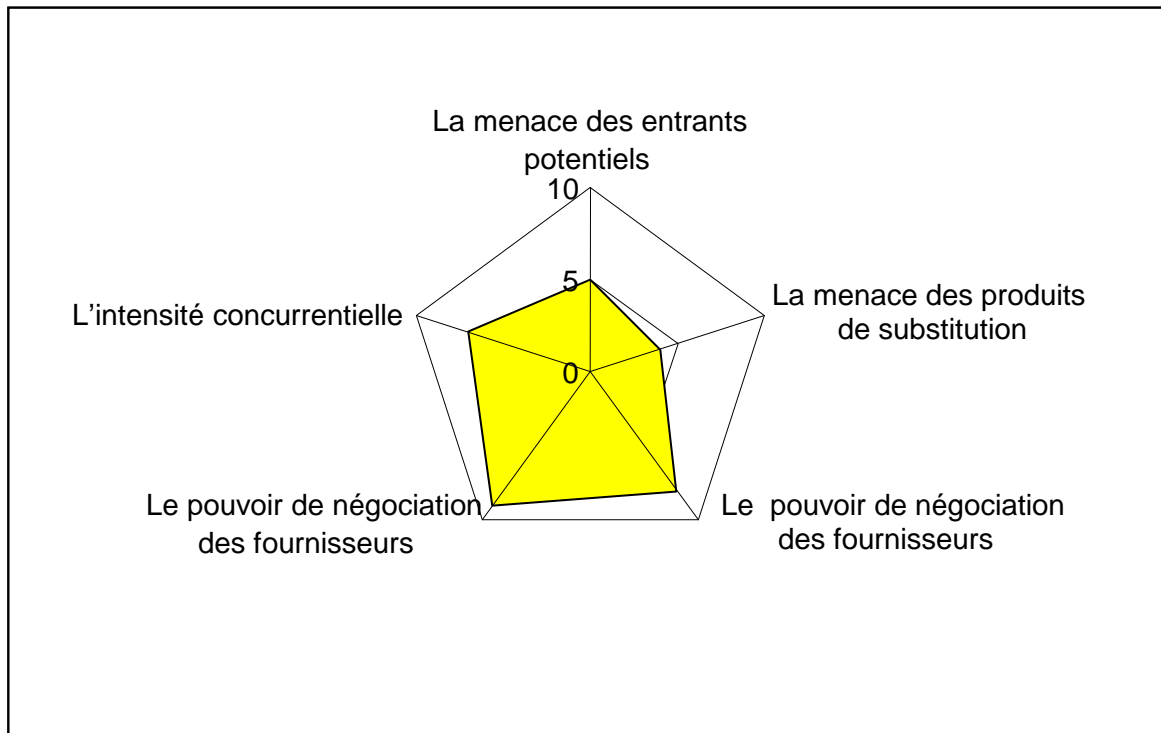 La menace des entrants
potentiels
10
5
0
La menace des produits
de substitution
L'intensité concurrentielle
Le pouvoir de négociation
des fournisseurs
Le  pouvoir de négociation
des fournisseurs